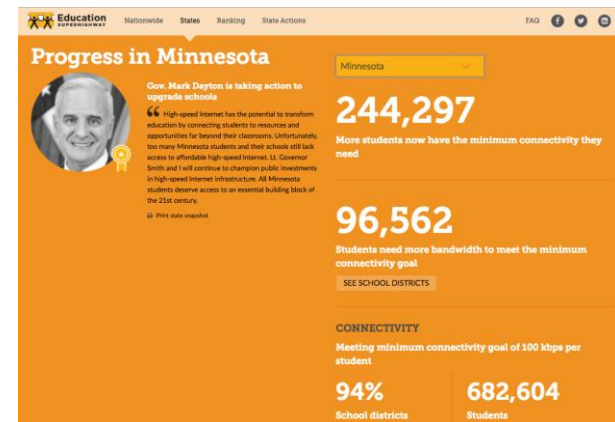 Education
SUPERHIGHWAY
Nationwide
States
Ranking
State Actions
FAQ
Progress in Minnesota
Gov. Mark Dayton is taking action to
upgrade schools
High-speed Internet has the potential to transform
education by connecting students to resources and
opportunities far beyond their classrooms. Unfortunately,
too many Minnesota students and their schools still lack
access to affordable high-speed Internet. Lt. Governor
Smith and I will continue to champion public investments
in high-speed Internet infrastructure. All Minnesota
students deserve access to an essential building block of
the 21st century.
Print state snapshot
Minnesota
244,297
More students now have the minimum connectivity they
need
96,562
Students need more bandwidth to meet the minimum
connectivity goal
SEE SCHOOL DISTRICTS
CONNECTIVITY
Meeting minimum connectivity goal of 100 kbps per
student
94%
School districts
682,604
Students